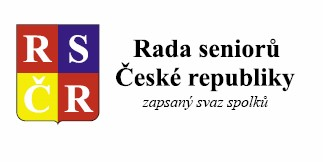 RS
ČR
Rada seniorů
České republiky
zapsaný svaz spolků